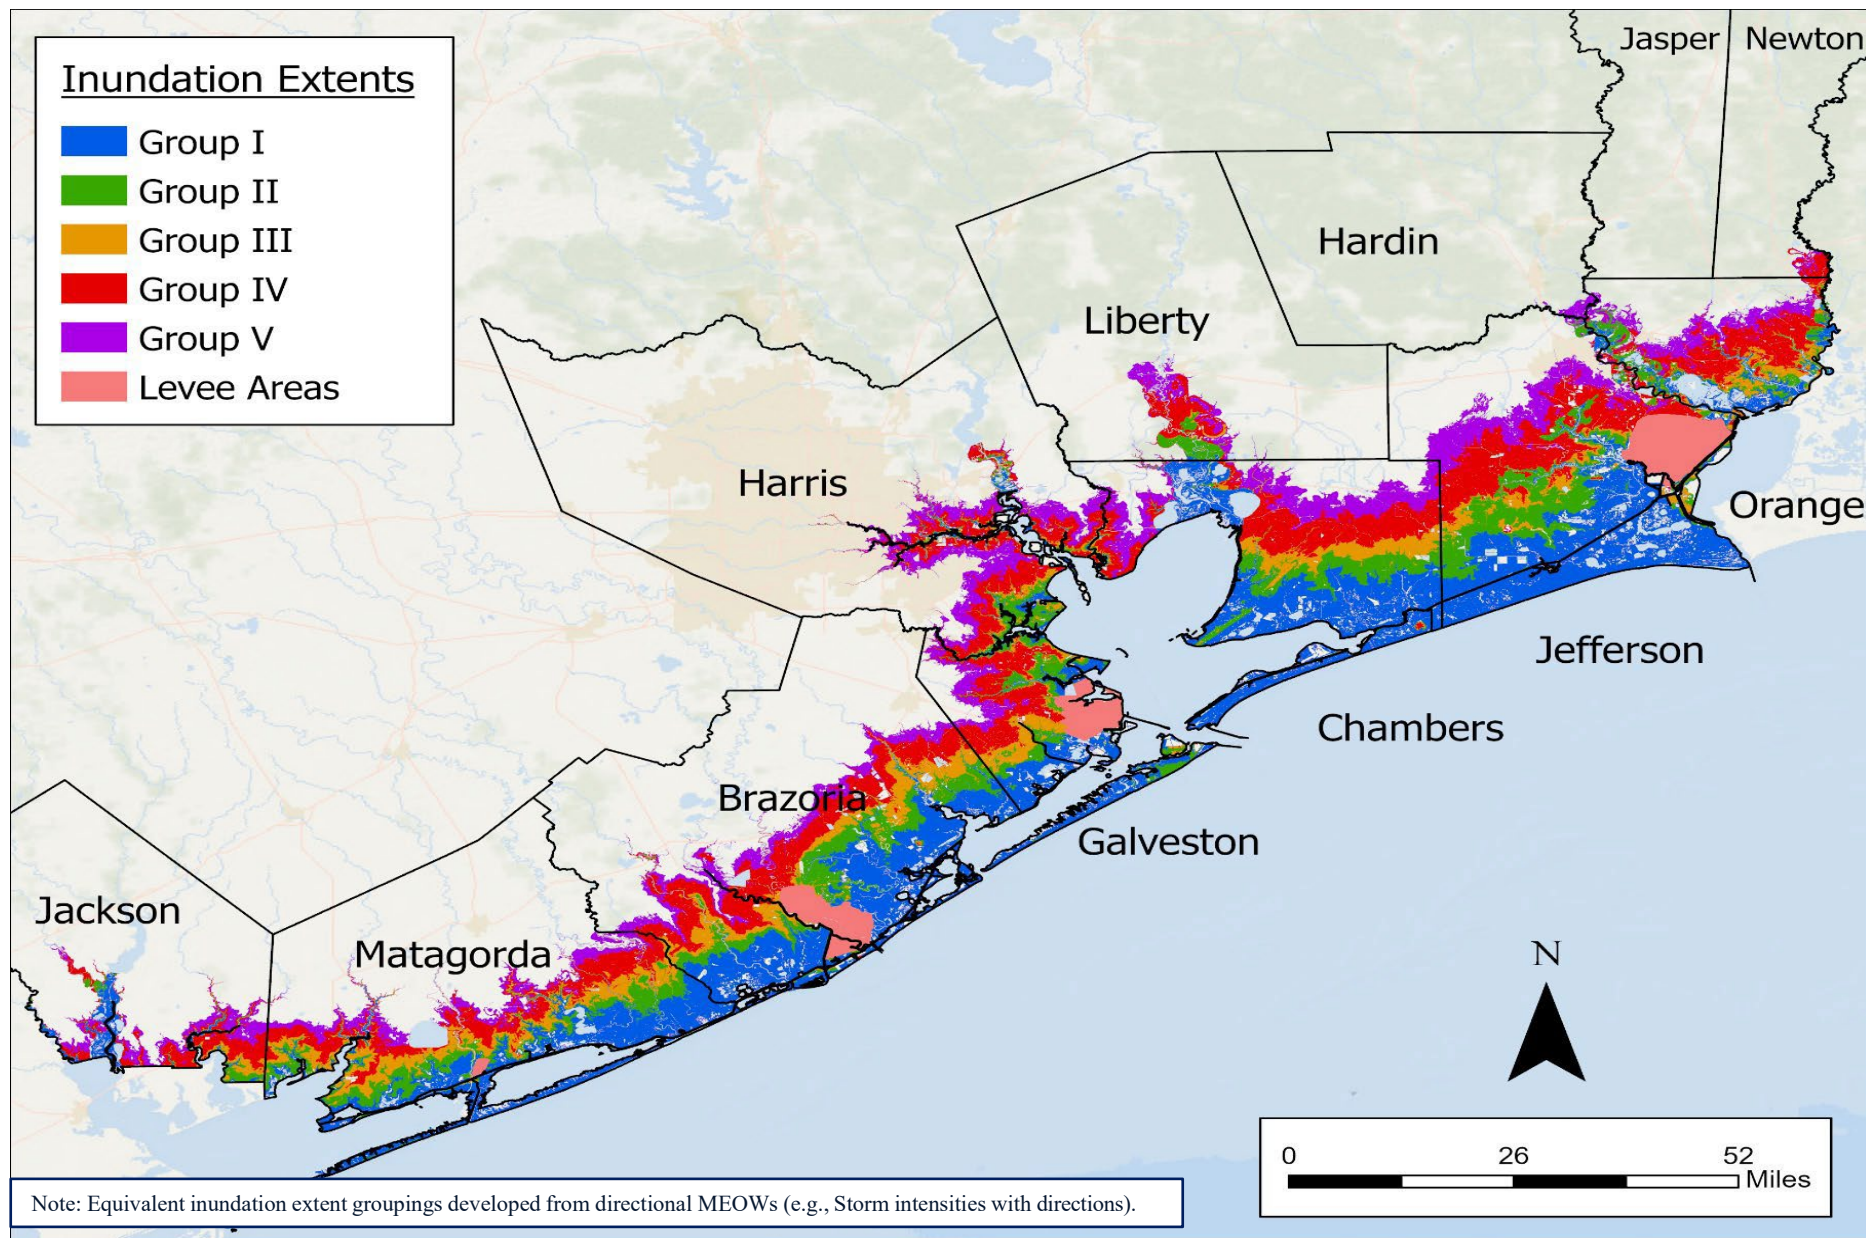 Inundation Extents
Group I
Group II
Group III
Group IV
Group V
Levee Areas
Jasper
Newton
Hardin
Liberty
Harris
Orange
Jefferson
Chambers
Brazoria
Galveston
Jackson
Matagorda
N
0 26 52
Miles
Note: Equivalent inundation extent groupings developed from directional MEOWs (e.g., Storm intensities with directions).